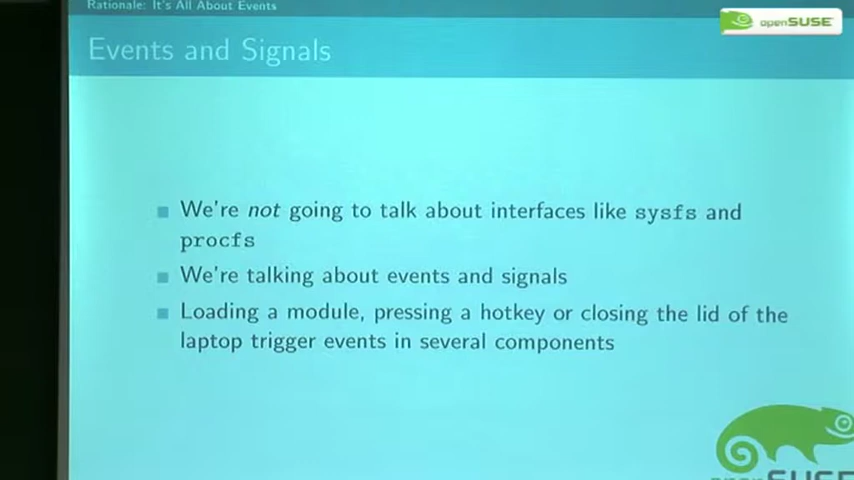 Rationale: It's All About Events
openSUSE
Events and Signals
We're not going to talk about interfaces like sysfs and
procfs
We're talking about events and signals
Loading a module, pressing a hotkey or closing the lid of the
laptop trigger events in several components
openSUSE